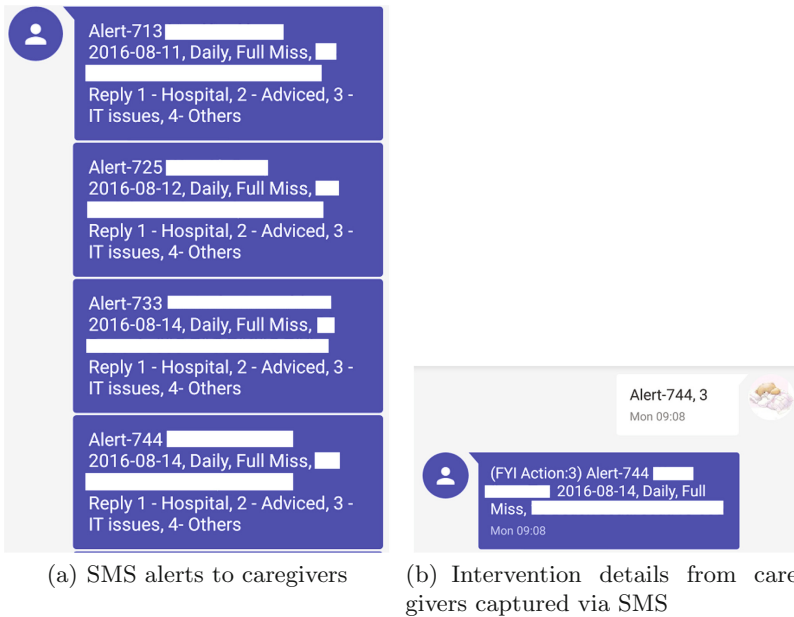 Alert-713
2016-08-11, Daily, Full Miss,
Reply 1 - Hospital, 2 - Adviced, 3 -
IT issues, 4- Others
Alert-725
2016-08-12, Daily, Full Miss,
Reply 1 - Hospital, 2 - Adviced, 3 -
IT issues, 4- Others
Alert-733
2016-08-14, Daily, Full Miss,
Reply 1 - Hospital, 2 - Adviced, 3 -
IT issues, 4- Others
Alert-744
2016-08-14, Daily, Full Miss,
Reply 1 - Hospital, 2 - Adviced, 3 -
IT issues, 4- Others
(a) SMS alerts to caregivers
Alert-744, 3
Mon 09:08
(FYI Action:3) Alert-744
2016-08-14, Daily, Full
Miss,
Mon 09:08
(b) Intervention details from care
givers captured via SMS